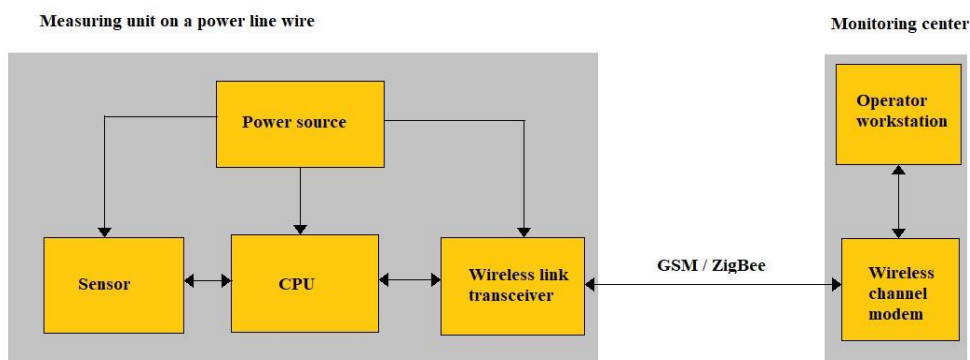 Measuring unit on a power line wire
Monitoring center
Power source
Operator
workstation
Sensor
CPU
Wireless link
transceiver
GSM / ZigBee
Wireless
channel
modem